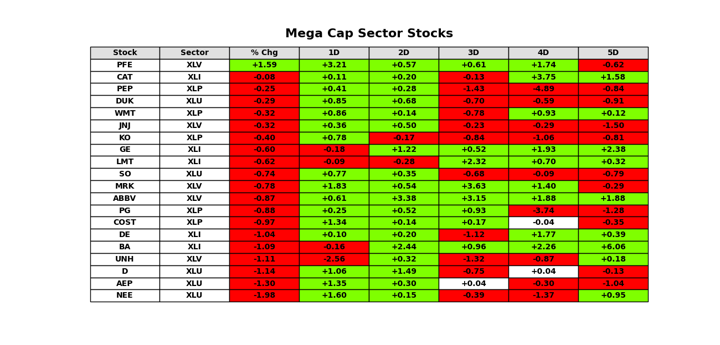 Mega Cap Sector Stocks
Stock Sector % Chg 1D 2D 3D 4D 5D
PFE XLV +1.59 +3.21 +0.57 +0.61 +1.74 -0.62
CAT XLI -0.08 +0.11 +0.20 -0.13 +3.75 +1.58
PEP XLP -0.25 +0.41 +0.28 -1.43 -4.89 -0.84
DUK XLU -0.29 +0.85 +0.68 -0.70 -0.59 -0.91
WMT XLP -0.32 +0.86 +0.14 -0.78 +0.93 +0.12
JNJ XLV -0.32 +0.36 +0.50 -0.23 -0.29 -1.50
KO XLP -0.40 +0.78 -0.17 -0.84 -1.06 -0.61
GE XLI -0.60 -0.18 +1.22 +0.52 +1.93 +2.38
LMT XLI -0.62 -0.09 -0.28 +2.32 +0.70 +0.32
SO XLU -0.74 +0.77 +0.35 -0.68 -0.09 -0.79
MRK XLV -0.78 +1.83 +0.54 +3.63 +1.40 -0.29
ABBV XLV -0.87 +0.61 +3.38 +3.15 +1.88 +1.88
PG XLP -0.88 +0.25 +0.52 +0.93 -3.74 -1.28
COST XLP -0.97 +1.34 +0.14 +0.17 -0.04 -0.35
DE XLI -1.04 +0.10 +0.20 -1.12 +1.77 +0.39
BA XLI -1.09 -0.16 +2.44 +0.96 +2.26 +6.06
UNH XLV -1.11 -2.56 +0.32 -1.32 -0.87 +0.18
D XLU -1.14 +1.06 +1.49 -0.75 +0.04 -0.13
AEP XLU -1.30 +1.35 +0.30 +0.04 -0.30 -1.04
NEE XLU -1.98 +1.60 +0.15 -0.39 -1.37 +0.95